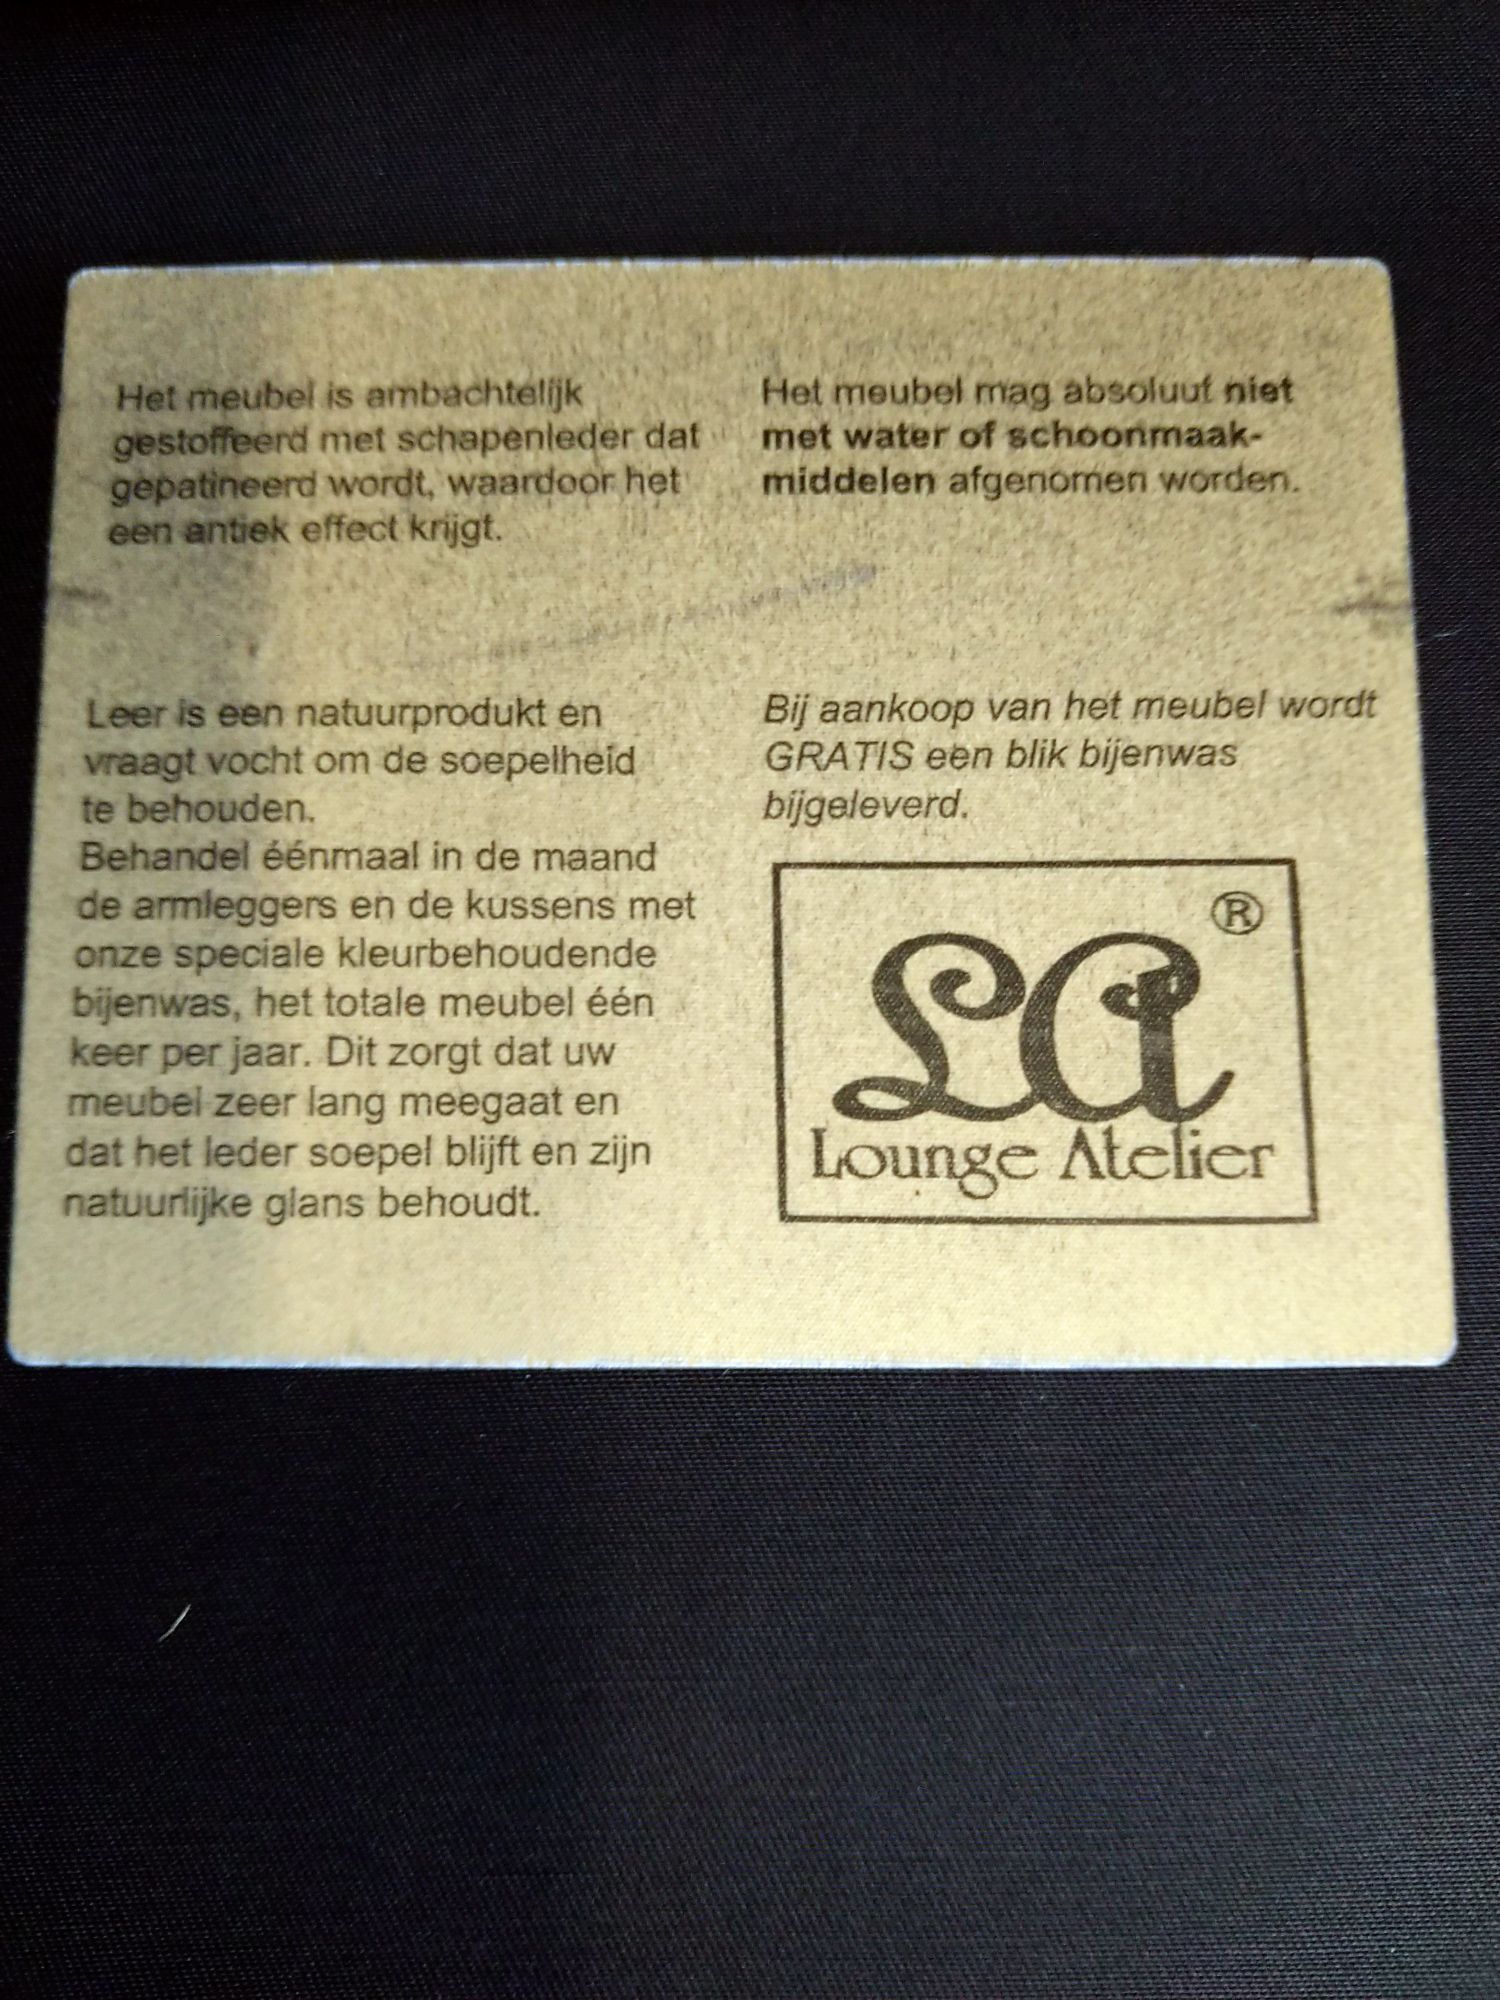 Het meubel is ambachtelijk
gestoffeerd met schapenleder dat
gepatineerd wordt, waardoor het
een antiek effect krijgt.
Leer is een natuurprodukt en
vraagt vocht om de soepelheid
te behouden.
Behandel éénmaal in de maand
de armleggers en de kussens met
onze speciale kleurbehoudende
bijenwas, het totale meubel één
keer per jaar. Dit zorgt dat uw
meubel zeer lang meegaat en
dat het leder soepel blijft en zijn
natuurlijke glans behoudt.
Het meubel mag absoluut niet
met water of schoonmaak-
middelen afgenomen worden.
Bij aankoop van het meubel wordt
GRATIS een blik bijenwas
bijgeleverd.
LA ®
Lounge Atelier